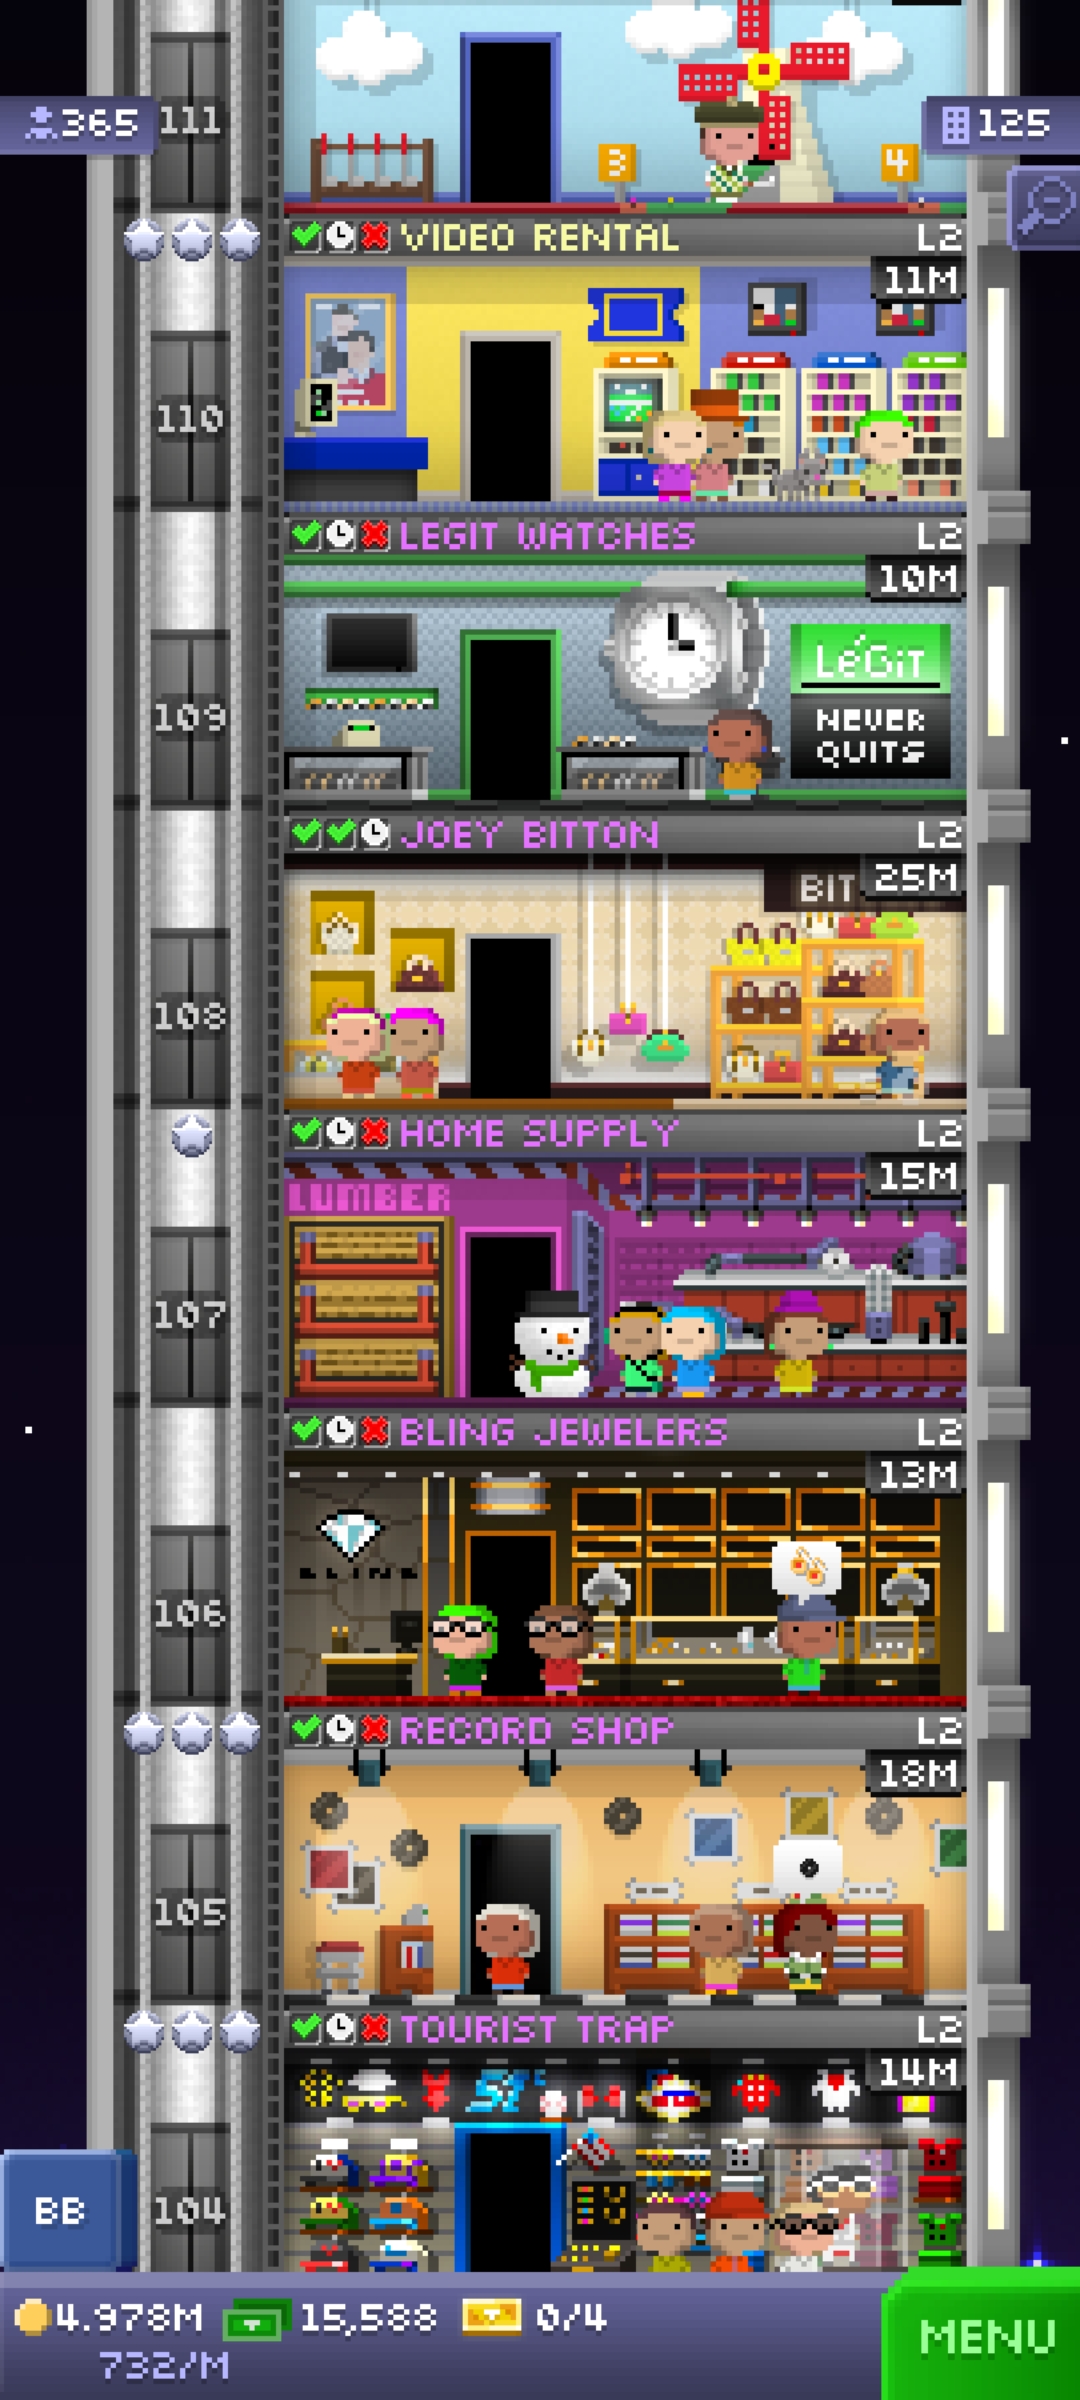 365
111
125
3
4
VIDEO RENTAL L2
11M
110
LEGIT WATCHES L2
10M
LéGiT
NEVER
QUITS
109
JOEY BITTON L2
BIT 25M
108
HOME SUPPLY L2
15M
LUMBER
107
BLING JEWELERS L2
13M
BLING
106
RECORD SHOP L2
18M
105
TOURIST TRAP L2
14M
BB
104
4.978M 15,588 0/4
732/M
MENU